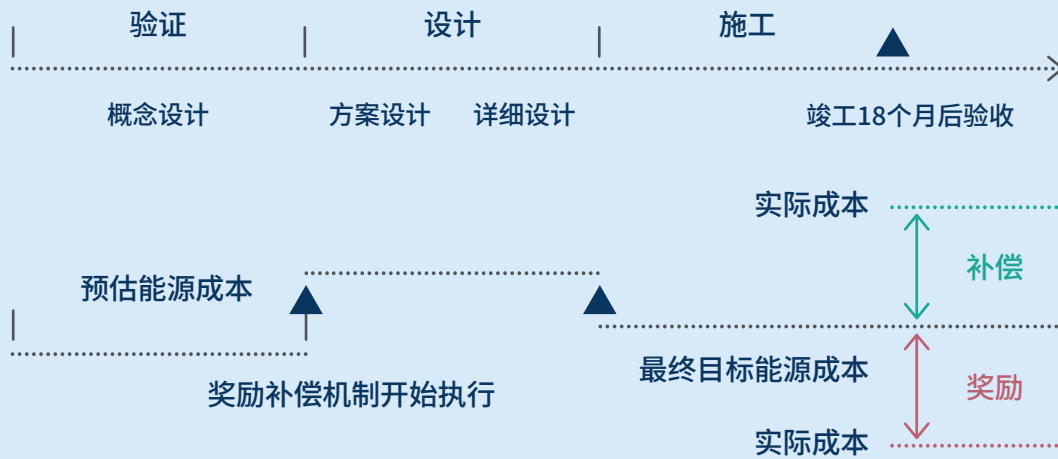 验证
设计
施工
概念设计
方案设计
详细设计
竣工18个月后验收
实际成本
补偿
预估能源成本
最终目标能源成本
奖励
奖励补偿机制开始执行
实际成本